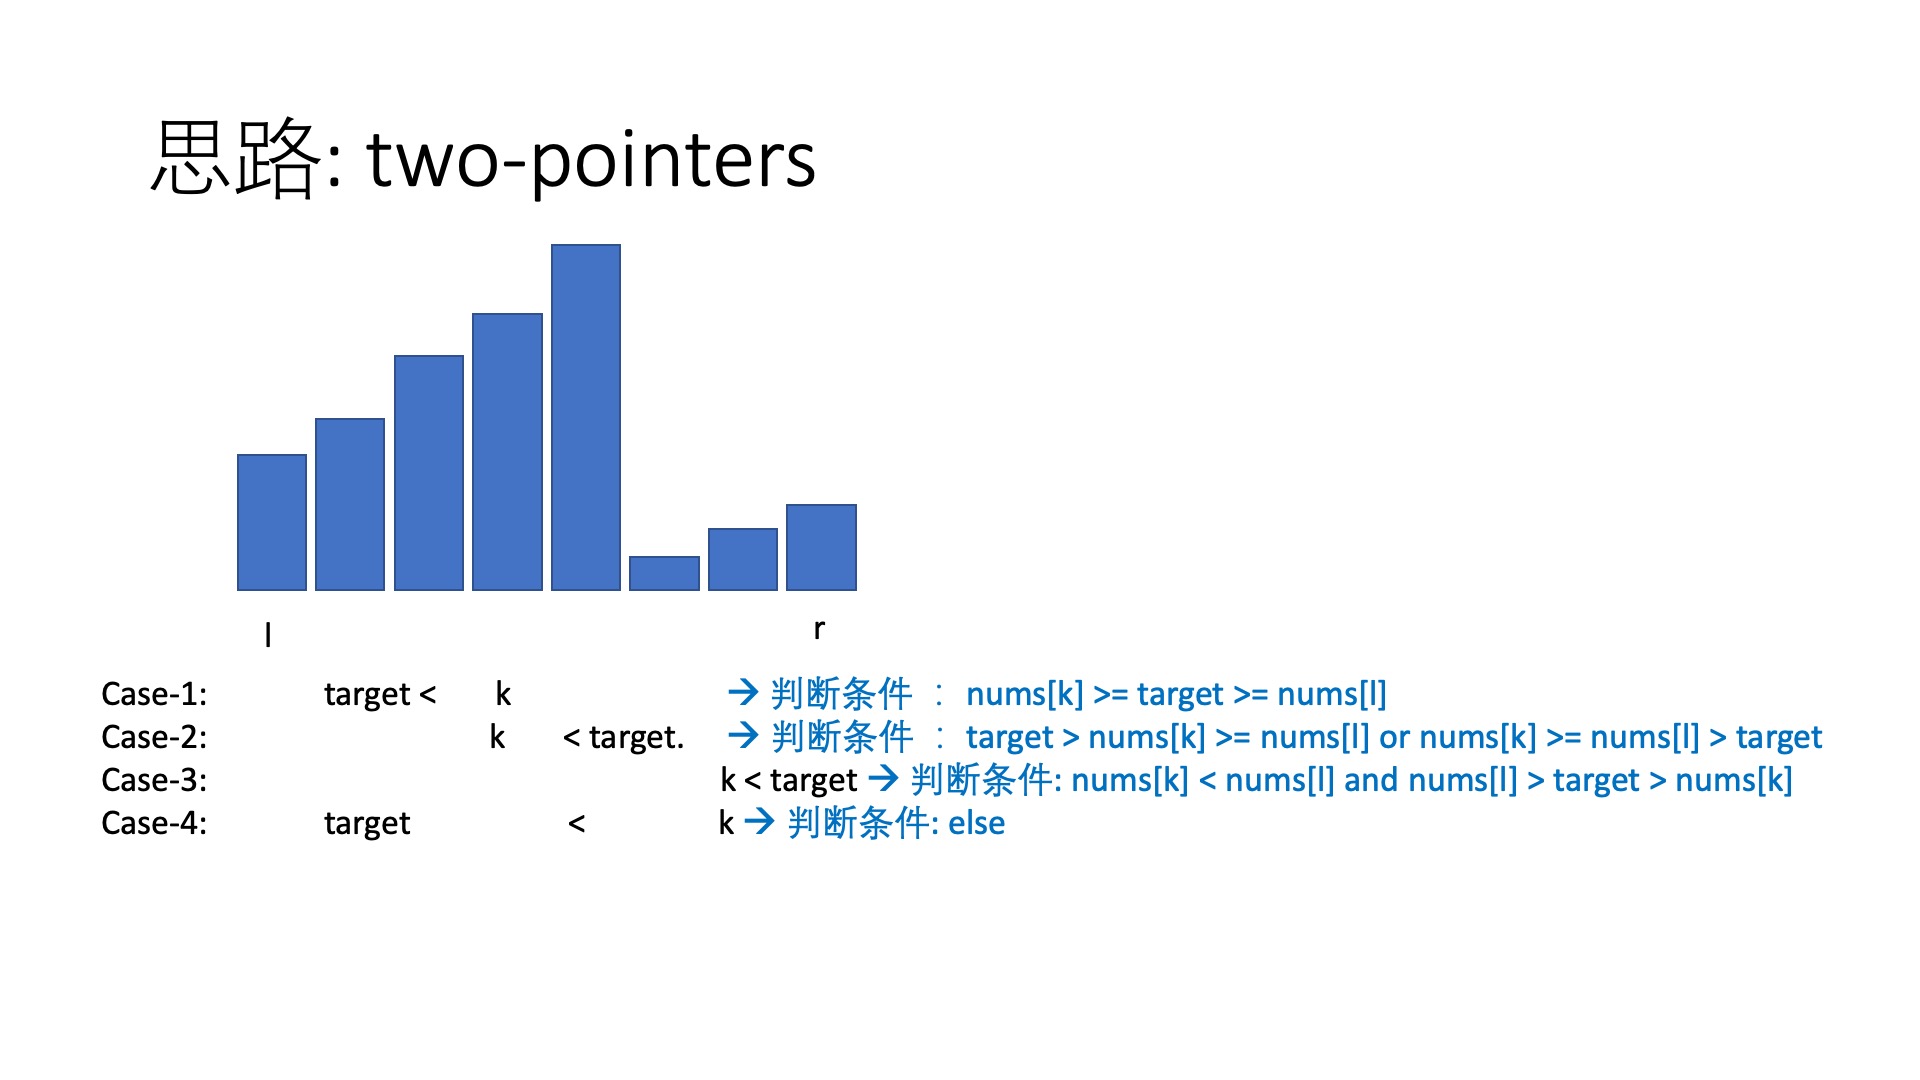 思路: two-pointers
l r
Case-1: target < k → 判断条件 : nums[k] >= target >= nums[l]
Case-2: k < target. → 判断条件 : target > nums[k] >= nums[l] or nums[k] >= nums[l] > target
Case-3: k < target → 判断条件: nums[k] < nums[l] and nums[l] > target > nums[k]
Case-4: target < k → 判断条件: else